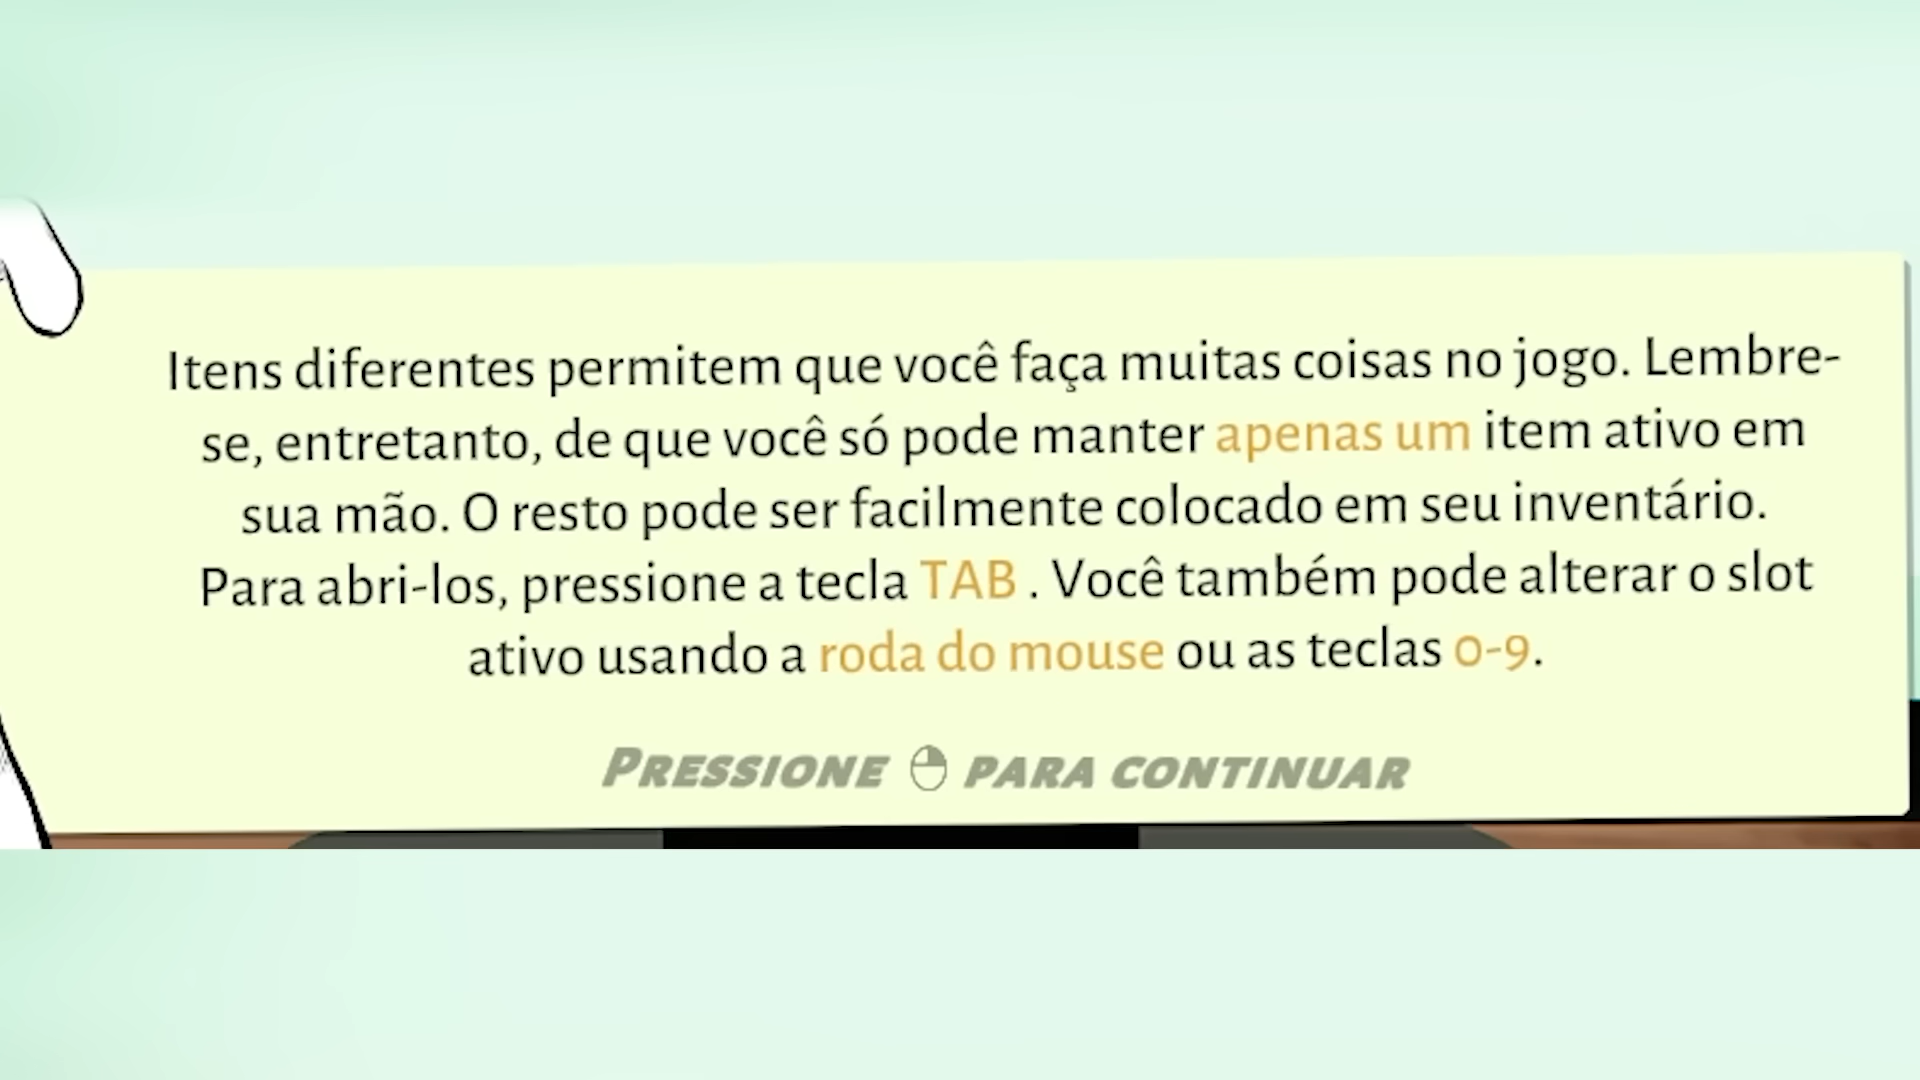 Itens diferentes permitem que você faça muitas coisas no jogo. Lembre-
se, entretanto, de que você só pode manter apenas um item ativo em
sua mão. O resto pode ser facilmente colocado em seu inventário.
Para abri-los, pressione a tecla TAB . Você também pode alterar o slot
ativo usando a roda do mouse ou as teclas 0-9.
PRESSIONE PARA CONTINUAR